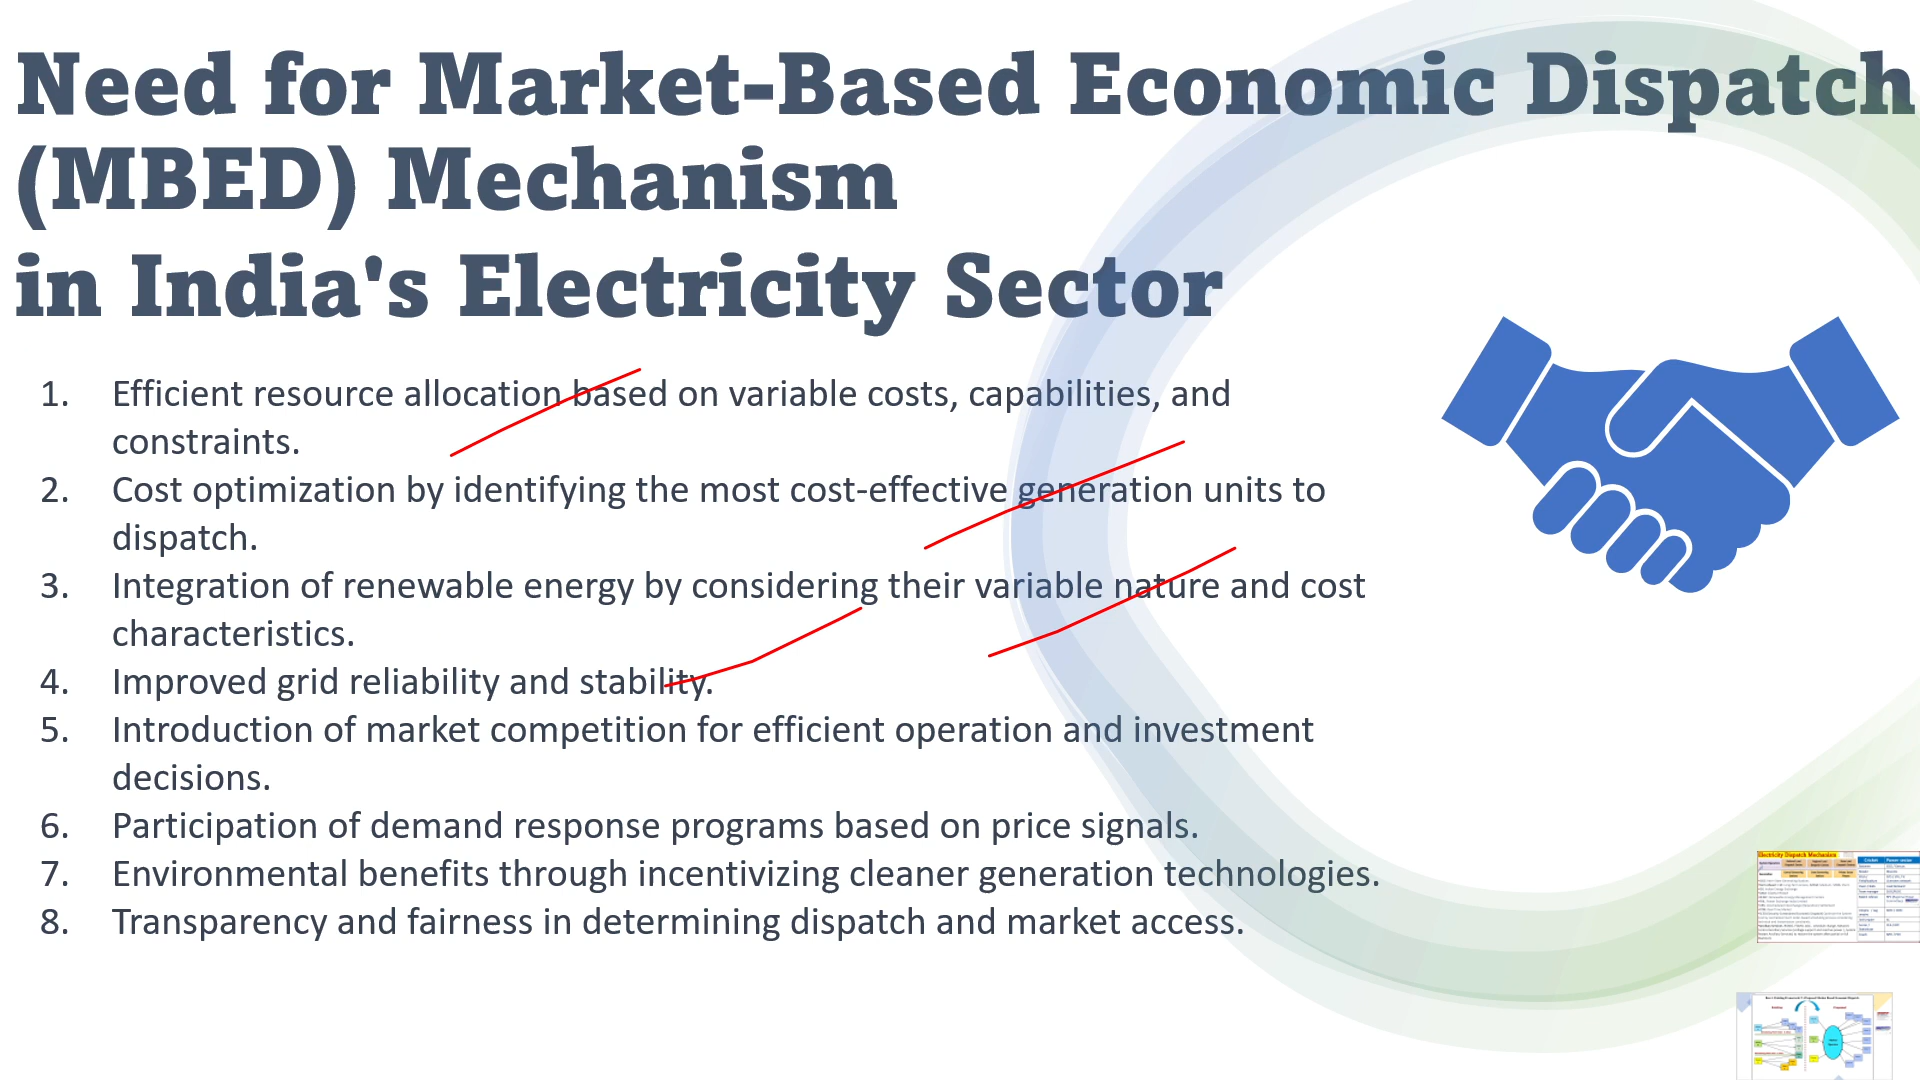 Need for Market-Based Economic Dispatch
(MBED) Mechanism
in India's Electricity Sector
1. Efficient resource allocation based on variable costs, capabilities, and
constraints.
2. Cost optimization by identifying the most cost-effective generation units to
dispatch.
3. Integration of renewable energy by considering their variable nature and cost
characteristics.
4. Improved grid reliability and stability.
5. Introduction of market competition for efficient operation and investment
decisions.
6. Participation of demand response programs based on price signals.
7. Environmental benefits through incentivizing cleaner generation technologies.
8. Transparency and fairness in determining dispatch and market access.
Electricity Dispatch Mechanism